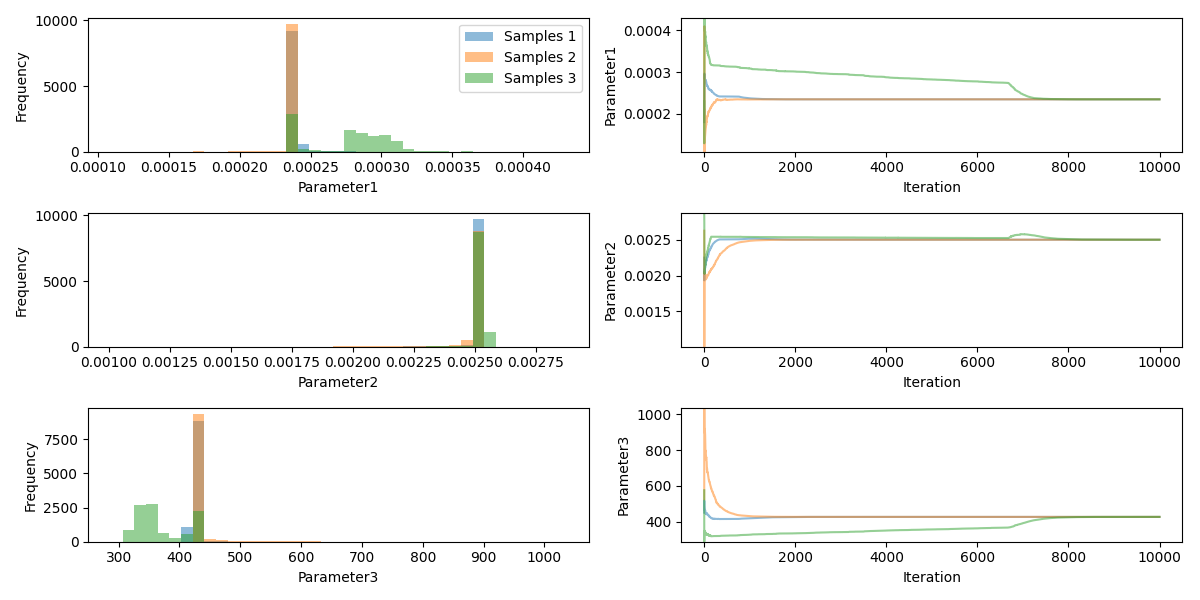 10000
5000
0
Frequency
Samples 1
Samples 2
Samples 3
0.00010 0.00015 0.00020 0.00025 0.00030 0.00035 0.00040
Parameter1
0.0004
0.0003
0.0002
Parameter1
0 2000 4000 6000 8000 10000
Iteration
10000
5000
0
Frequency
0.00100 0.00125 0.00150 0.00175 0.00200 0.00225 0.00250 0.00275
Parameter2
0.0025
0.0020
0.0015
Parameter2
0 2000 4000 6000 8000 10000
Iteration
7500
5000
2500
0
Frequency
300 400 500 600 700 800 900 1000
Parameter3
1000
800
600
400
Parameter3
0 2000 4000 6000 8000 10000
Iteration